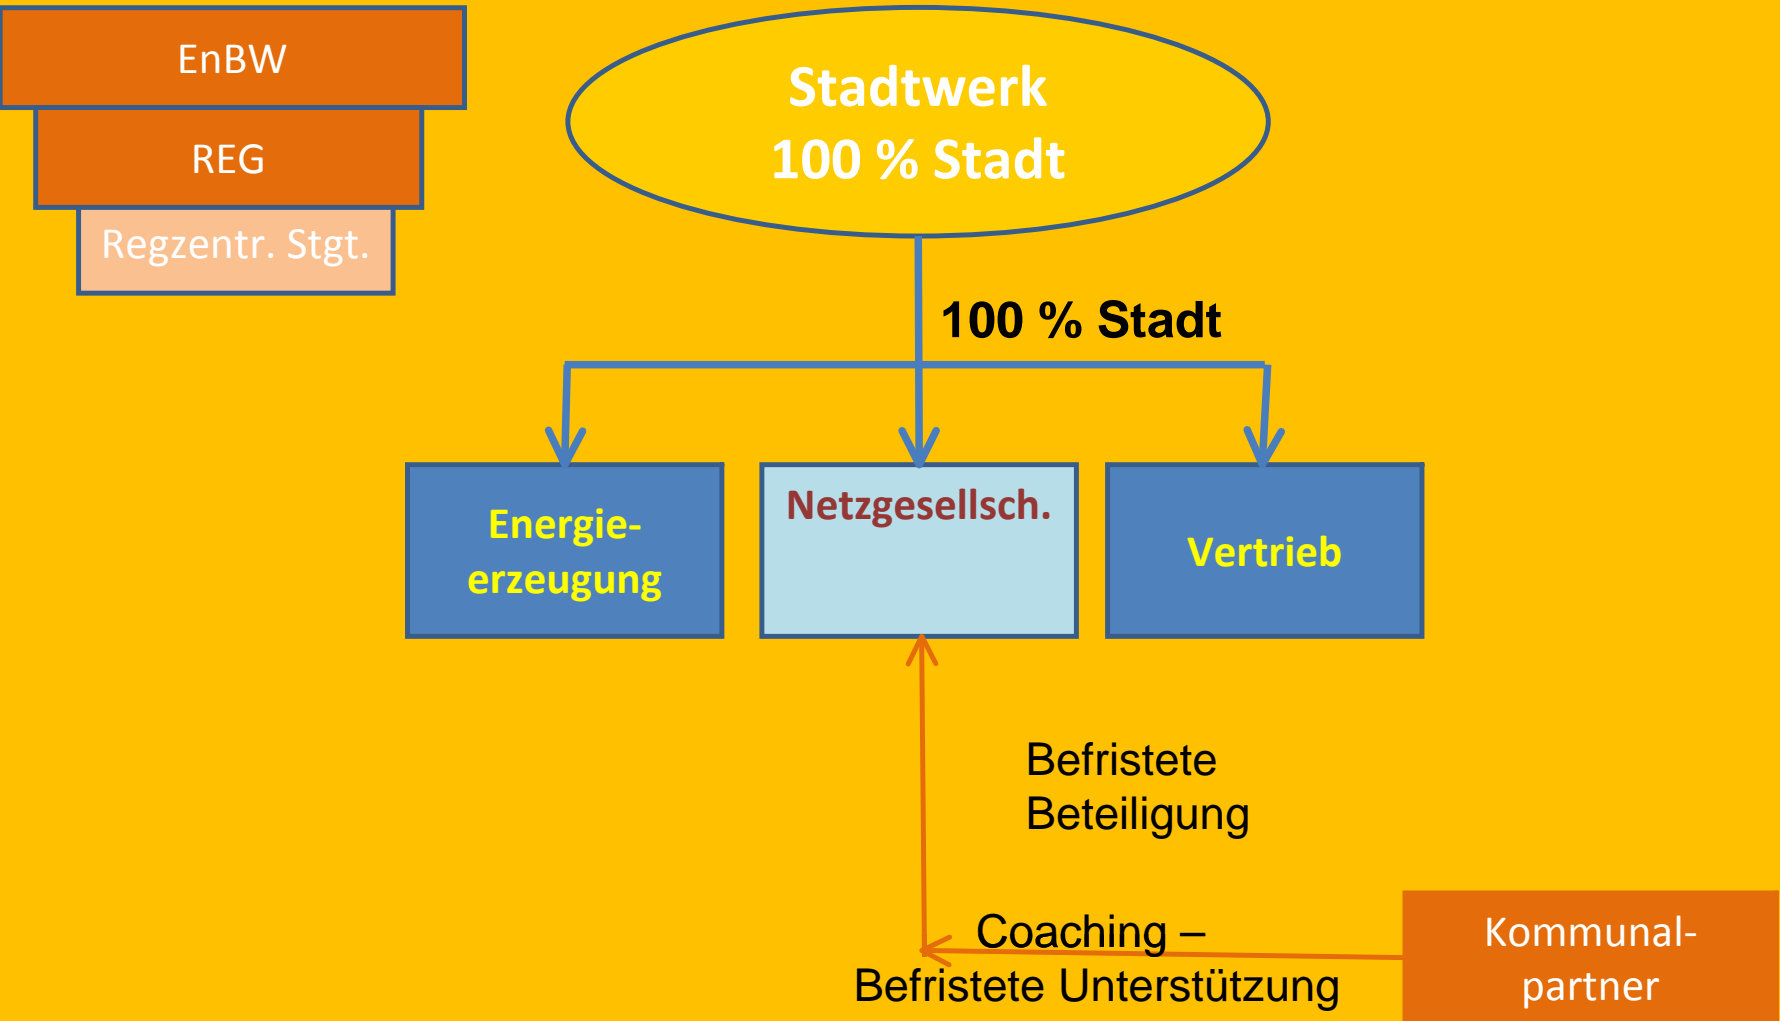 EnBW
REG
Regzentr. Stgt.
Stadtwerk
100 % Stadt
100 % Stadt
Energie-
erzeugung
Netzgesellsch.
Vertrieb
Befristete
Beteiligung
Coaching –
Befristete Unterstützung
Kommunal-
partner